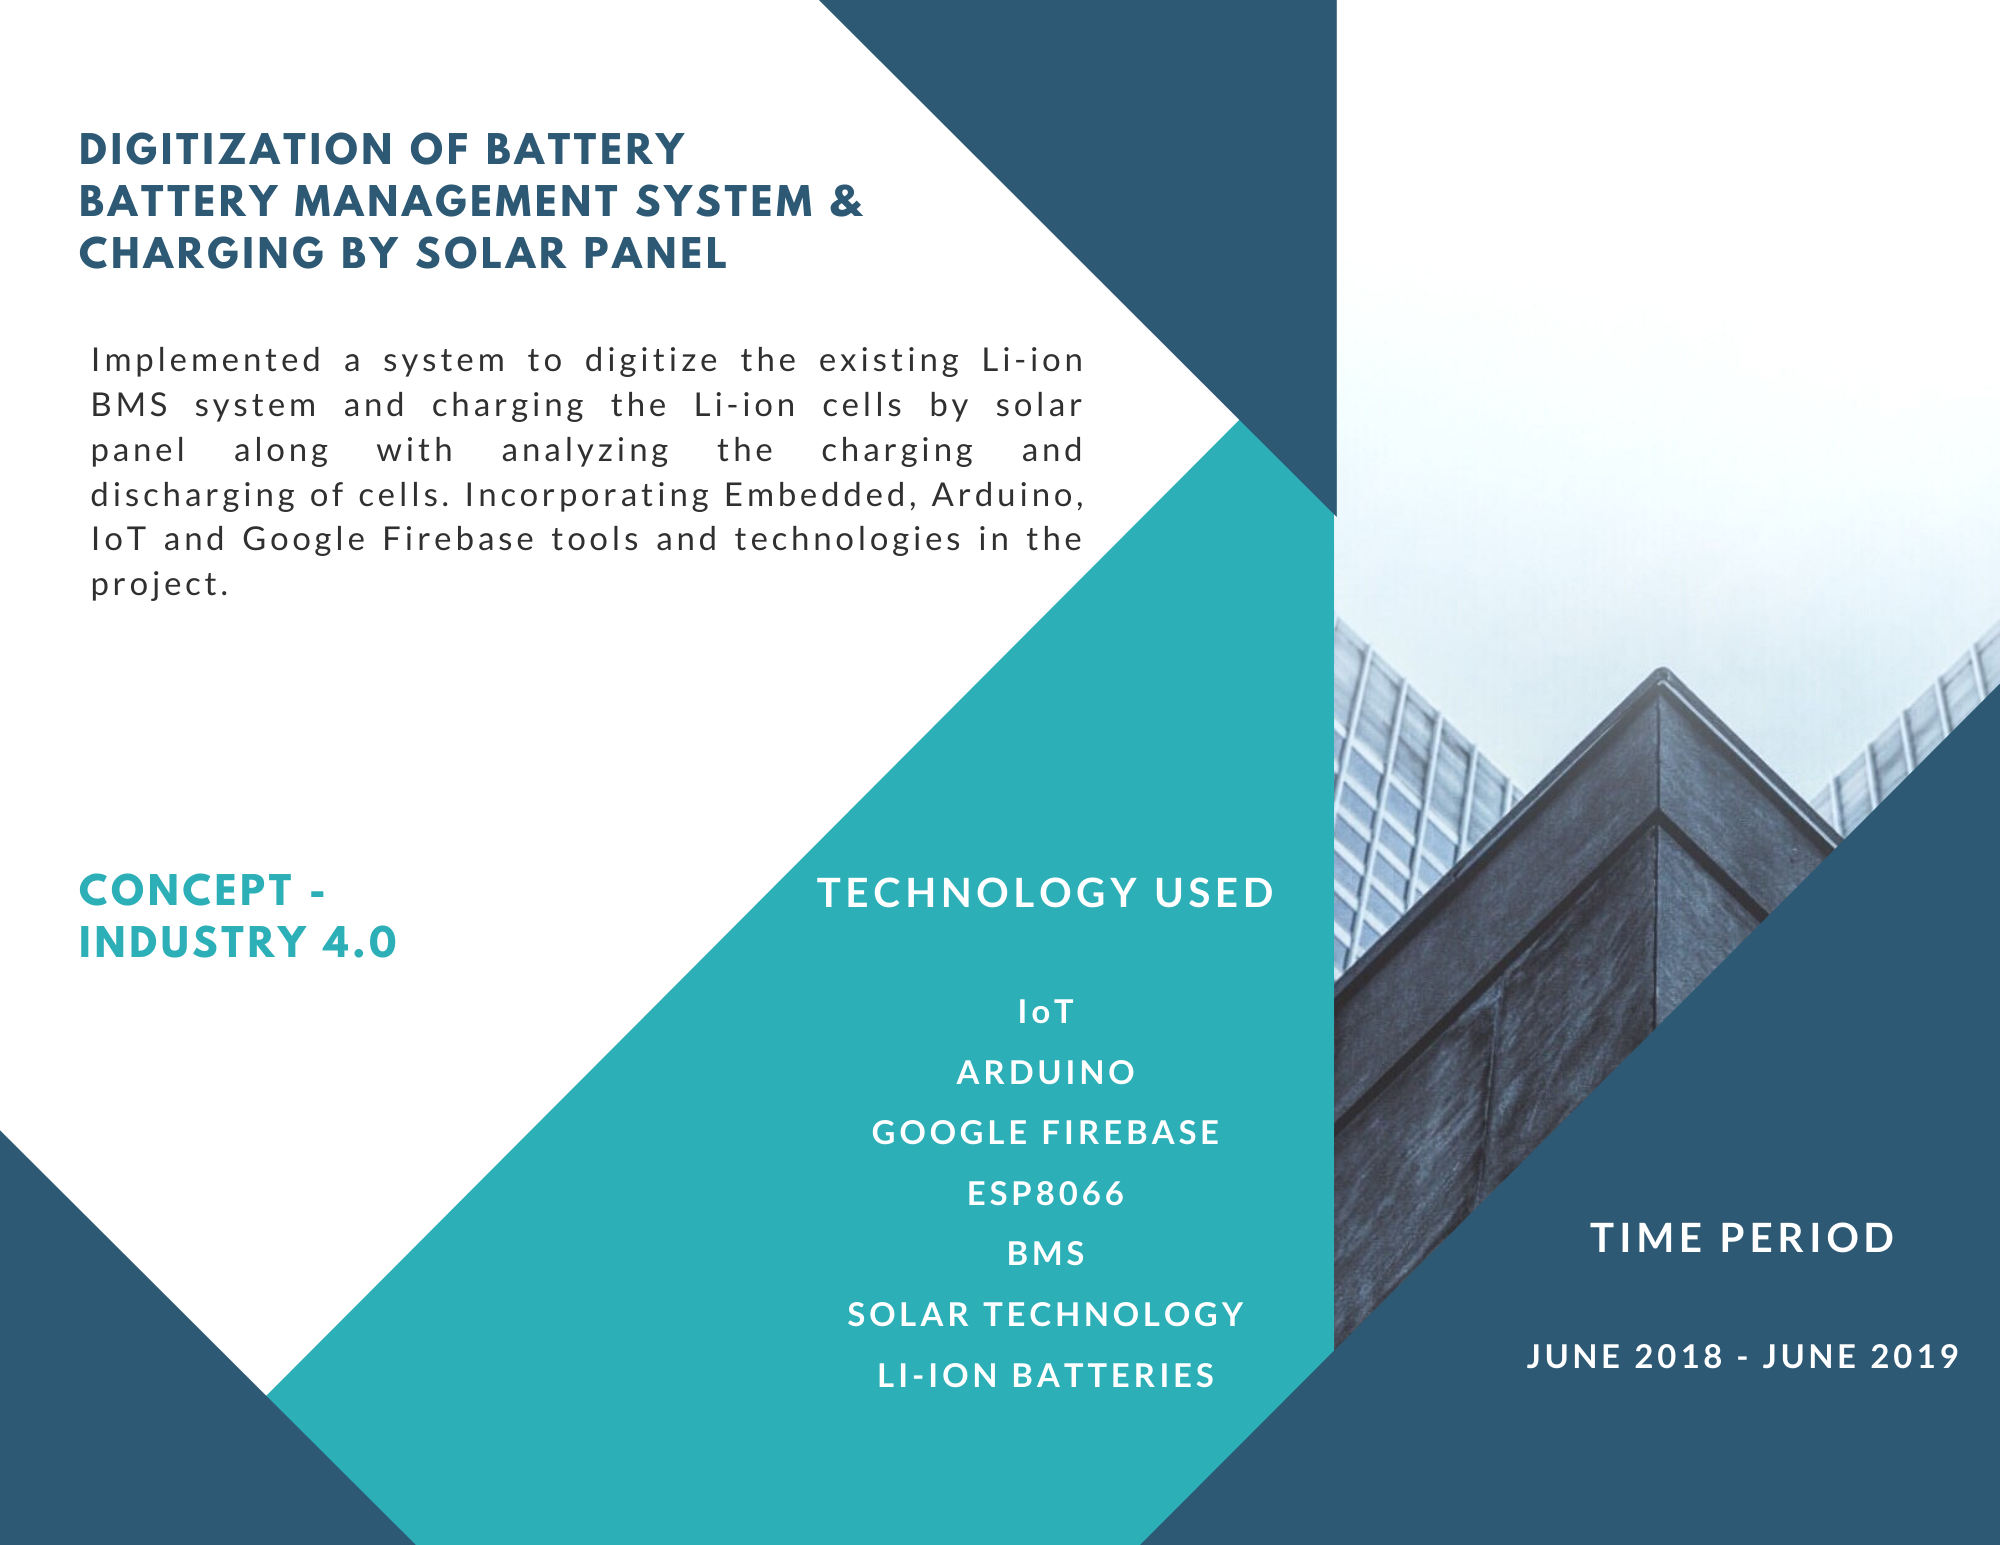 DIGITIZATION OF BATTERY
BATTERY MANAGEMENT SYSTEM &
CHARGING BY SOLAR PANEL
Implemented a system to digitize the existing Li-ion
BMS system and charging the Li-ion cells by solar
panel along with analyzing the charging and
discharging of cells. Incorporating Embedded, Arduino,
IoT and Google Firebase tools and technologies in the
project.
CONCEPT -
INDUSTRY 4.0
TECHNOLOGY USED
IoT
ARDUINO
GOOGLE FIREBASE
ESP8066
BMS
SOLAR TECHNOLOGY
LI-ION BATTERIES
TIME PERIOD
JUNE 2018 - JUNE 2019